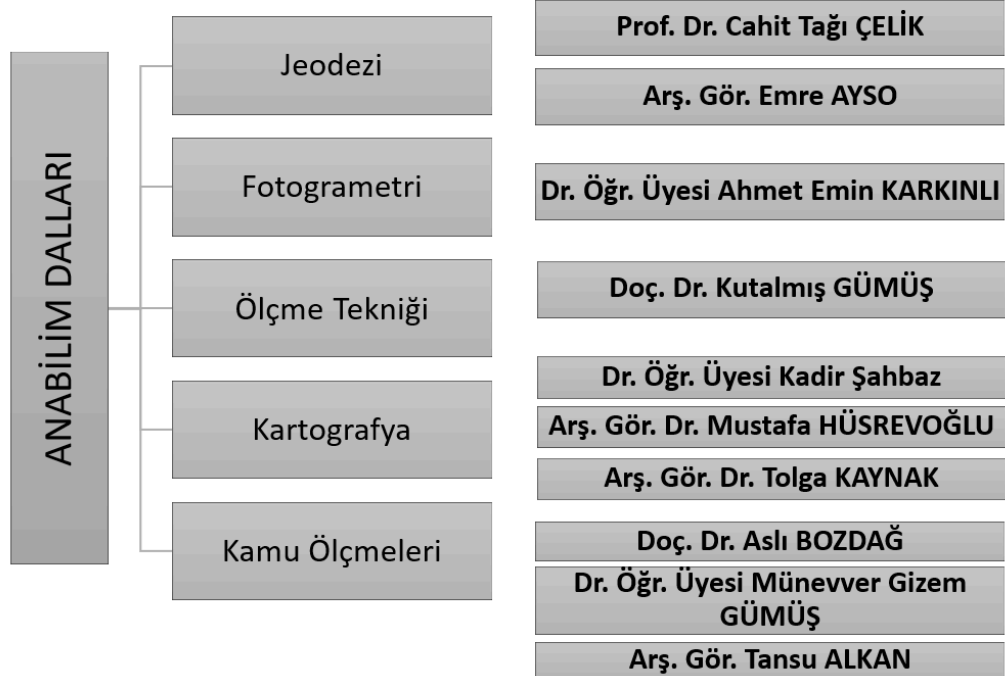 ANABİLİM DALLARI
Jeodezi
Prof. Dr. Cahit Tağı ÇELİK
Arş. Gör. Emre AYSO
Fotogrametri
Dr. Öğr. Üyesi Ahmet Emin KARKINLI
Ölçme Tekniği
Doç. Dr. Kutalmış GÜMÜŞ
Kartografya
Dr. Öğr. Üyesi Kadir Şahbaz
Arş. Gör. Dr. Mustafa HÜSREVOĞLU
Arş. Gör. Dr. Tolga KAYNAK
Kamu Ölçmeleri
Doç. Dr. Aslı BOZDAĞ
Dr. Öğr. Üyesi Münevver Gizem
GÜMÜŞ
Arş. Gör. Tansu ALKAN